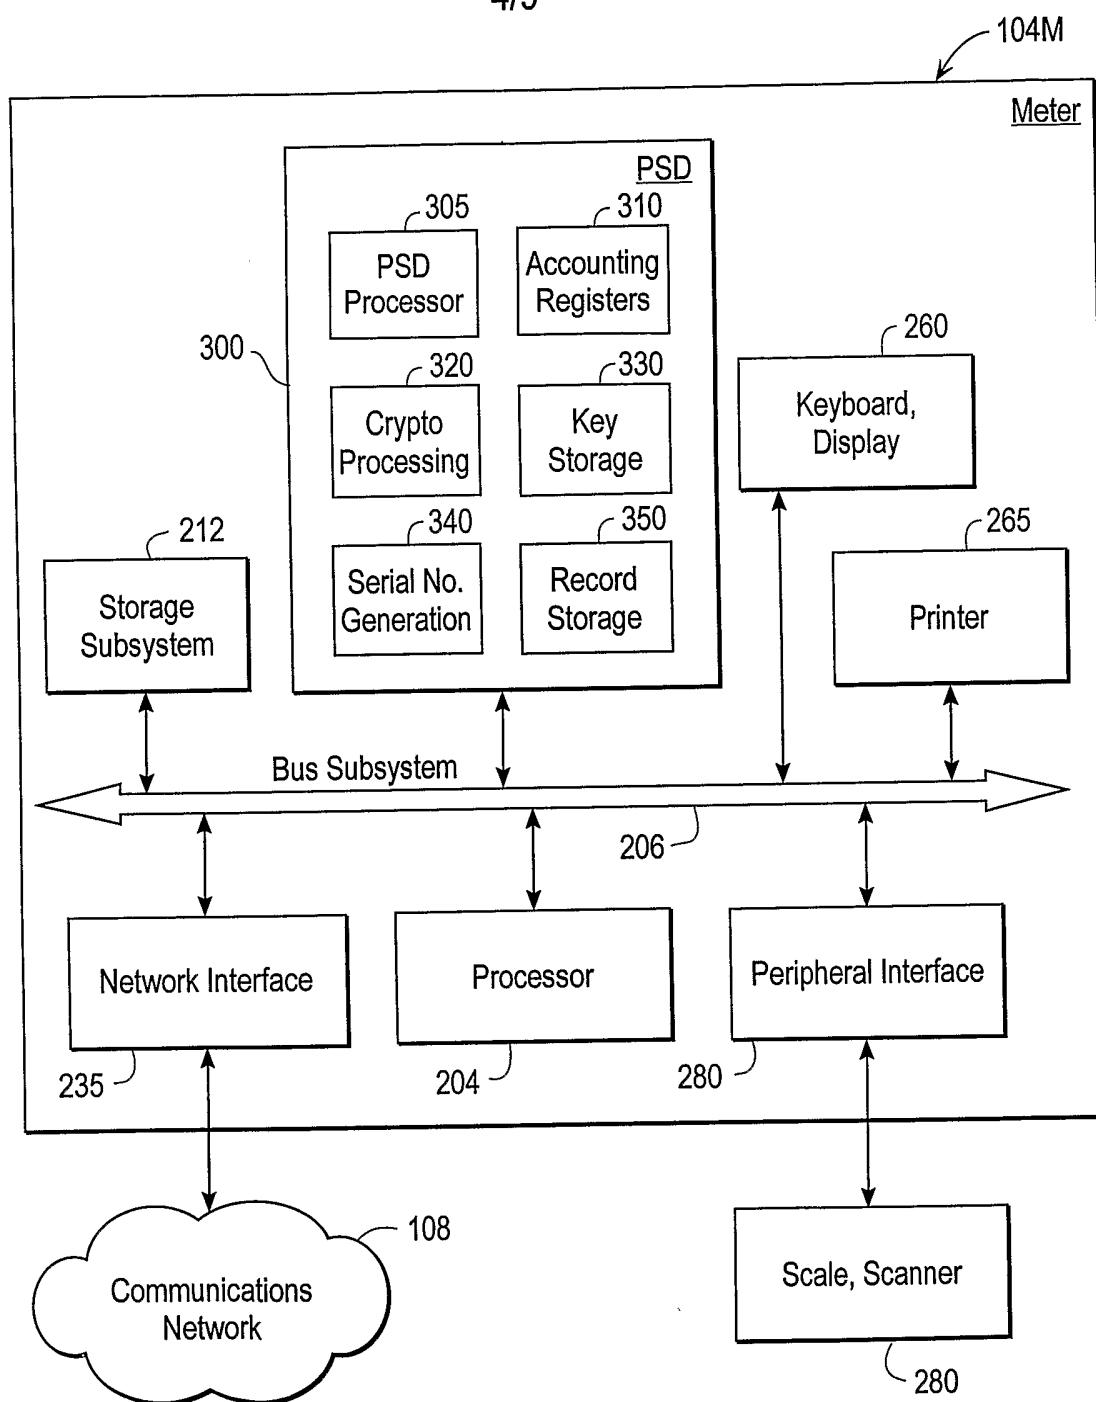 104M
Meter
PSD
305
310
PSD
Processor
Accounting
Registers
300
320
330
260
Crypto
Processing
Key
Storage
Keyboard,
Display
212
340
350
265
Storage
Subsystem
Serial No.
Generation
Record
Storage
Printer
Bus Subsystem
206
Network Interface
Processor
Peripheral Interface
235
204
280
108
Communications
Network
Scale, Scanner
280